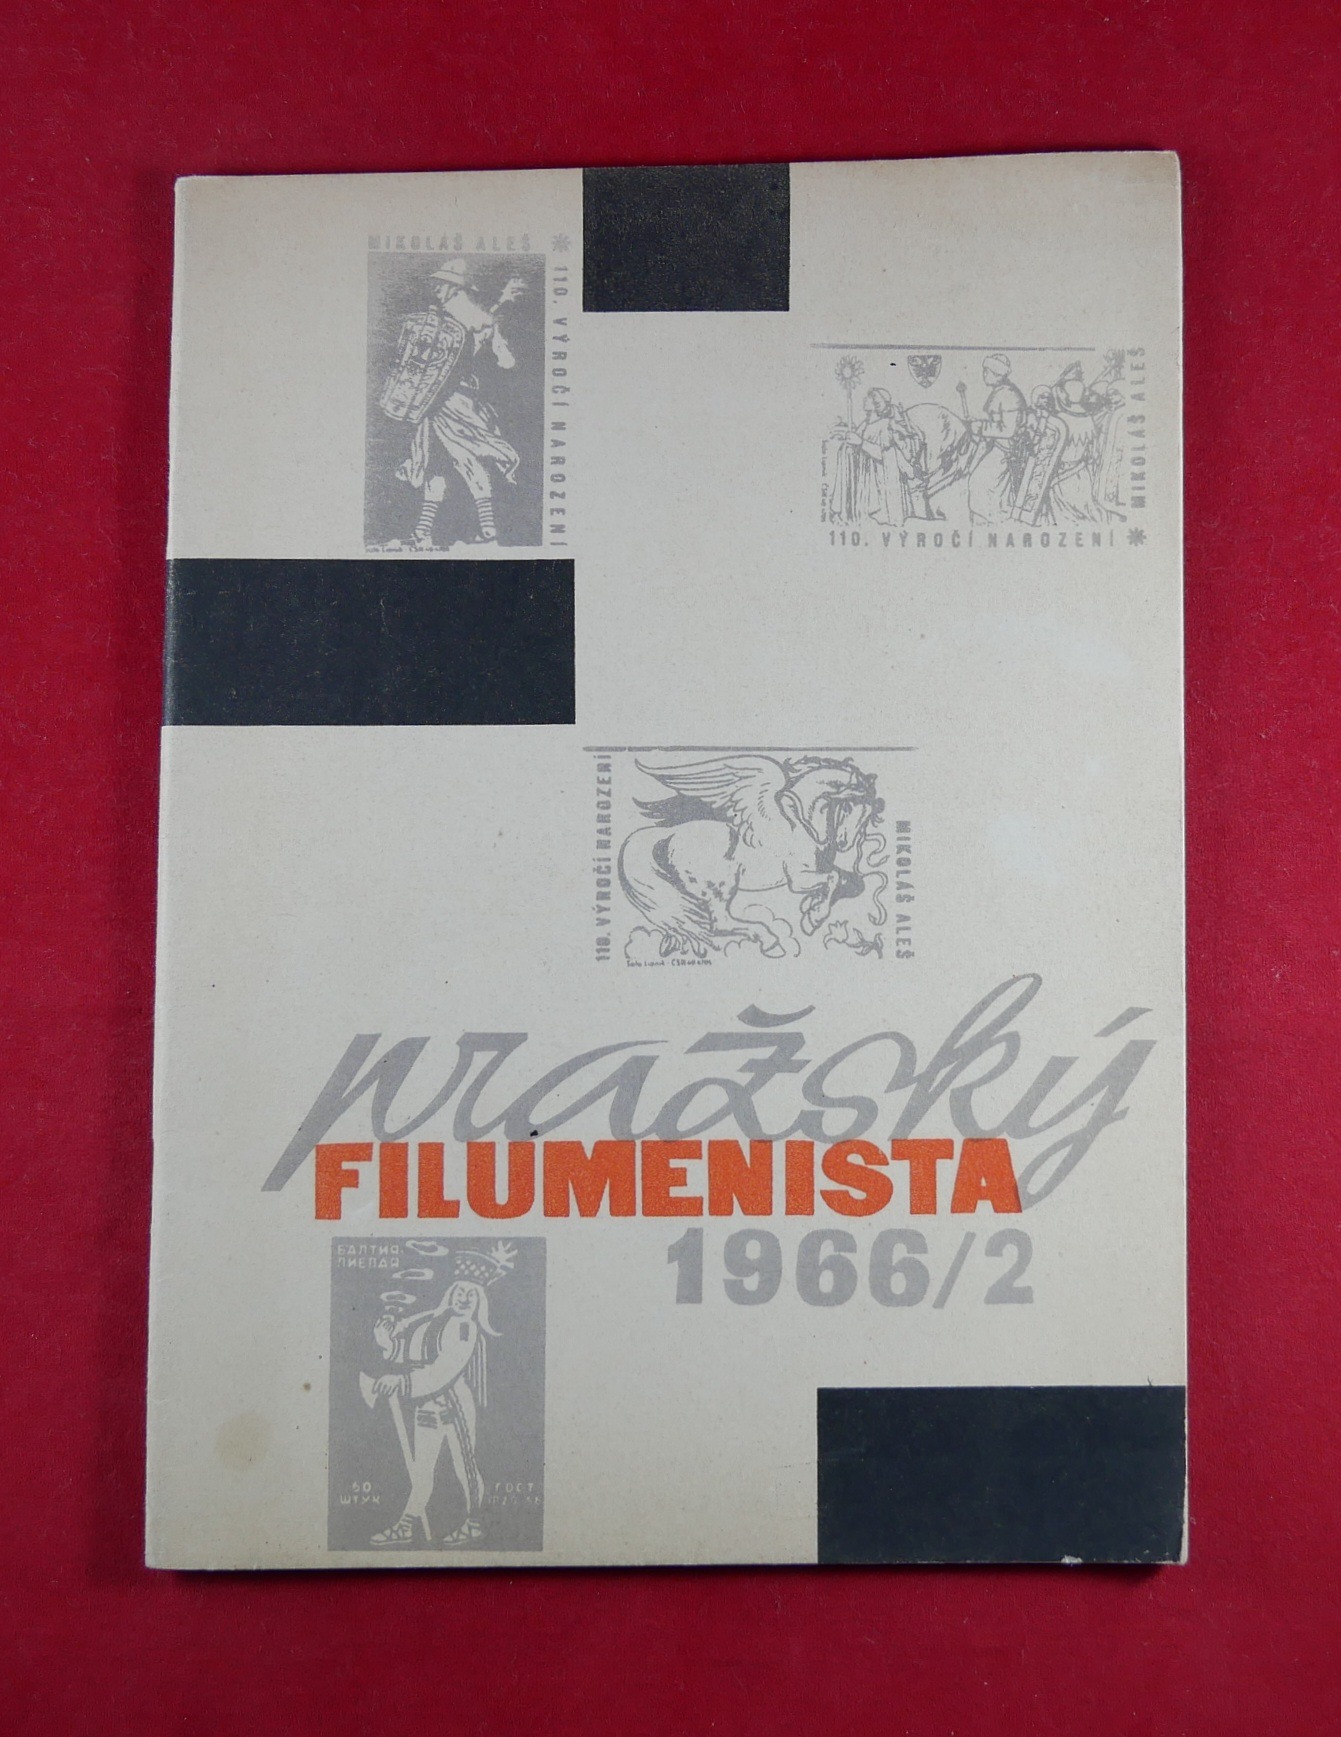 MIKOLÁŠ ALEŠ *
110. VÝROČÍ NAROZENÍ
MIKOLÁŠ ALEŠ
110. VÝROČÍ NAROZENÍ *
110. VÝROČÍ NAROZENÍ
MIKOLÁŠ ALEŠ
pražský
FILUMENISTA
1966/2
БАЛТИЯ
ЛИЕПАЯ
60
ШТУК
ГОСТ